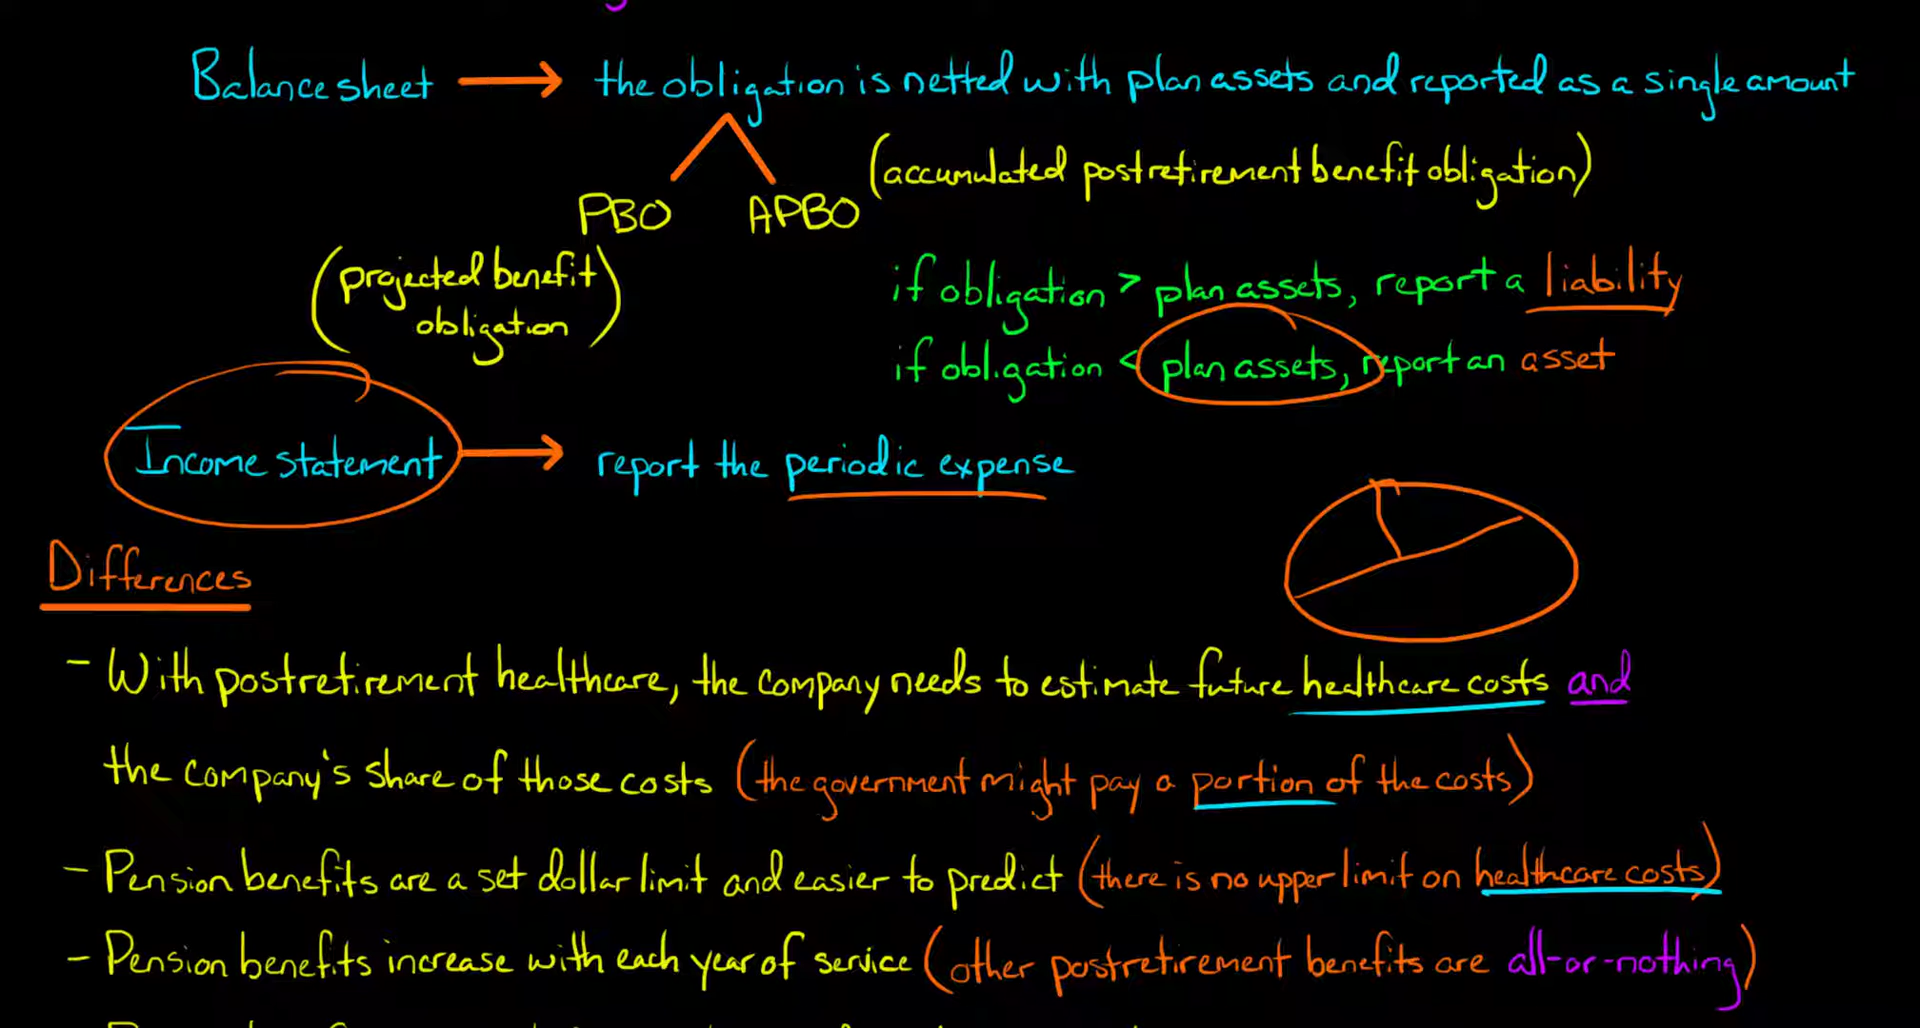 Balance sheet → the obligation is netted with plan assets and reported as a single amount
(accumulated postretirement benefit obligation)
PBO APBO
(projected benefit
obligation)
if obligation > plan assets, report a liability
if obligation < plan assets, report an asset
Income statement → report the periodic expense
Differences
- With postretirement healthcare, the company needs to estimate future healthcare costs and
the company's share of those costs (the government might pay a portion of the costs)
- Pension benefits are a set dollar limit and easier to predict (there is no upper limit on healthcare costs)
- Pension benefits increase with each year of service (other postretirement benefits are all-or-nothing)